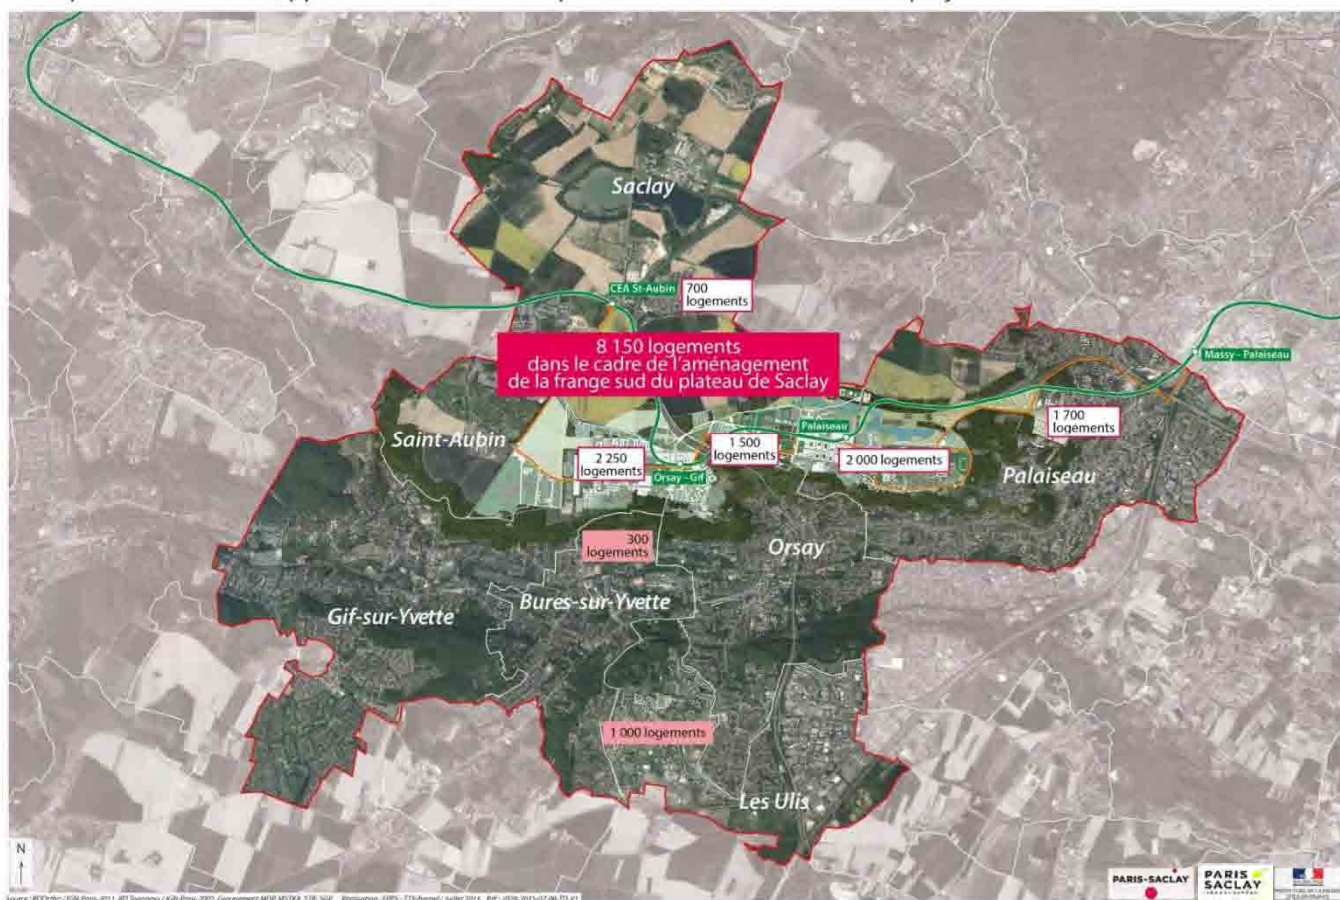 Saclay
CEA St-Aubin
700
logements
8 150 logements
dans le cadre de l'aménagement
de la frange sud du plateau de Saclay
Massy - Palaiseau
Saint-Aubin
2 250
logements
Orsay - Gif
1 500
logements
Palaiseau
2 000 logements
1 700
logements
Palaiseau
300
logements
Orsay
Gif-sur-Yvette
Bures-sur-Yvette
1 000 logements
Les Ulis
N
PARIS-SACLAY
PARIS
SACLAY